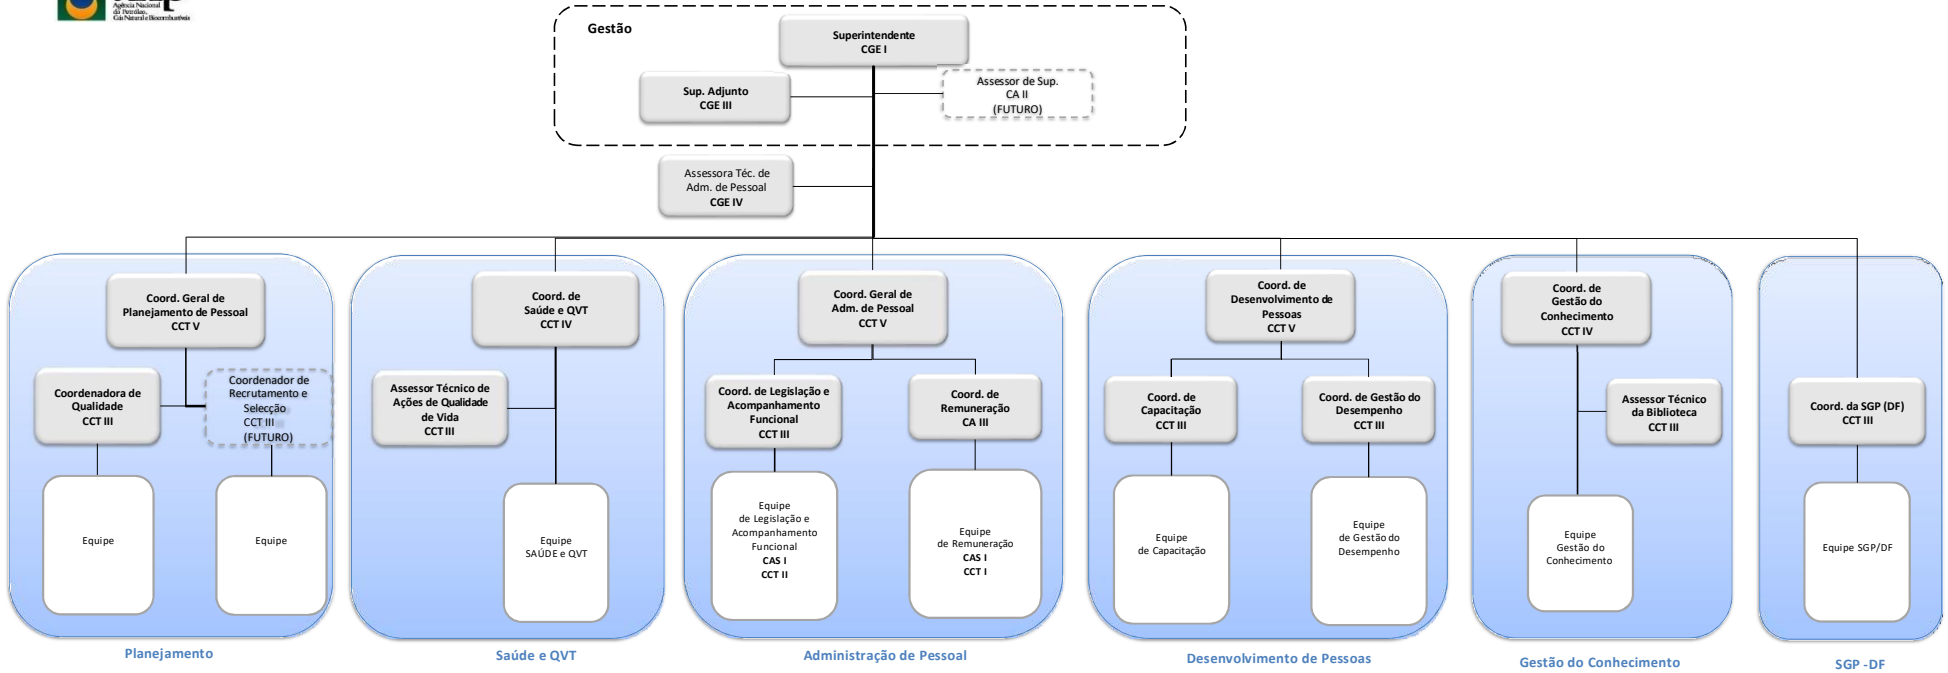 Agência Nacional
do Petróleo,
Gás Natural e Biocombustíveis
Gestão
Superintendente
CGE I
Sup. Adjunto
CGE III
Assessor de Sup.
CA II
(FUTURO)
Assessora Téc. de
Adm. de Pessoal
CGE IV
Coord. Geral de
Planejamento de Pessoal
CCT V
Coordenadora de
Qualidade
CCT III
Coordenador de
Recrutamento e
Selecção
CCT III
(FUTURO)
Equipe
Equipe
Planejamento
Coord. de
Saúde e QVT
CCT IV
Assessor Técnico de
Ações de Qualidade
de Vida
CCT III
Equipe
SAÚDE e QVT
Saúde e QVT
Coord. Geral de
Adm. de Pessoal
CCT V
Coord. de Legislação e
Acompanhamento
Funcional
CCT III
Coord. de
Remuneração
CA III
Equipe
de Legislação e
Acompanhamento
Funcional
CAS I
CCT II
Equipe
de Remuneração
CAS I
CCT I
Administração de Pessoal
Coord. de
Desenvolvimento de
Pessoas
CCT V
Coord. de
Capacitação
CCT III
Coord. de Gestão do
Desempenho
CCT III
Equipe
de Capacitação
Equipe
de Gestão do
Desempenho
Desenvolvimento de Pessoas
Coord. de
Gestão do
Conhecimento
CCT IV
Assessor Técnico
da Biblioteca
CCT III
Equipe
Gestão do
Conhecimento
Gestão do Conhecimento
Coord. da SGP (DF)
CCT III
Equipe SGP/DF
SGP -DF